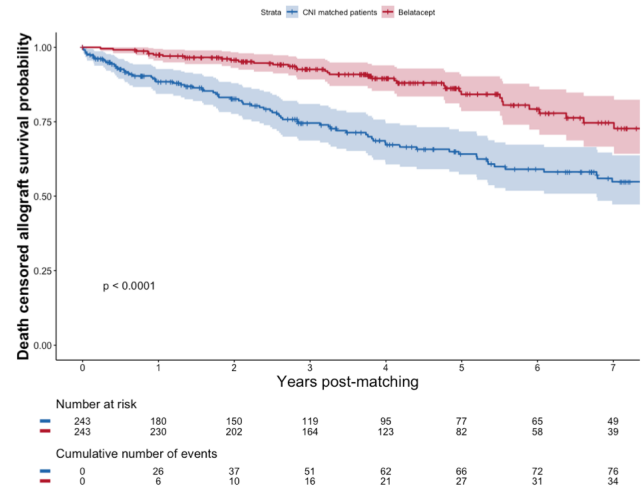 Strata CNI matched patients Belatacept
Death censored allograft survival probability
1.00
0.75
0.50
0.25
0.00
p < 0.0001
0 1 2 3 4 5 6 7
Years post-matching
Number at risk
243 180 150 119 95 77 65 49
243 230 202 164 123 82 58 39
Cumulative number of events
0 26 37 51 62 66 72 76
0 6 10 16 21 27 31 34